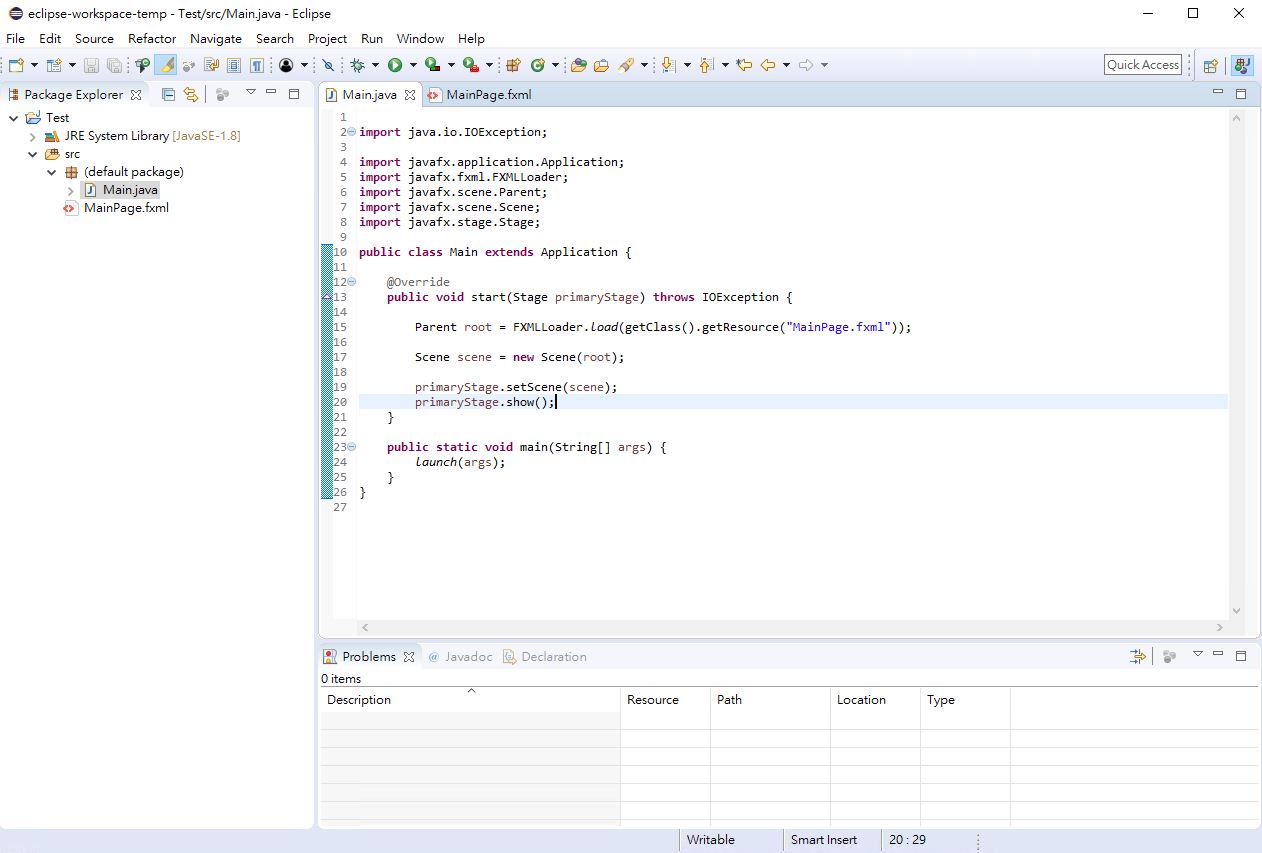 eclipse-workspace-temp - Test/src/Main.java - Eclipse
File Edit Source Refactor Navigate Search Project Run Window Help
Quick Access
Package Explorer
Main.java MainPage.fxml
Test
JRE System Library [JavaSE-1.8]
src
(default package)
Main.java
MainPage.fxml
1
2 import java.io.IOException;
3
4 import javafx.application.Application;
5 import javafx.fxml.FXMLLoader;
6 import javafx.scene.Parent;
7 import javafx.scene.Scene;
8 import javafx.stage.Stage;
9
10 public class Main extends Application {
11
12 @Override
13 public void start(Stage primaryStage) throws IOException {
14
15 Parent root = FXMLLoader.load(getClass().getResource("MainPage.fxml"));
16
17 Scene scene = new Scene(root);
18
19 primaryStage.setScene(scene);
20 primaryStage.show();
21 }
22
23 public static void main(String[] args) {
24 launch(args);
25 }
26 }
27
Problems @ Javadoc Declaration
0 items
Description Resource Path Location Type
Writable Smart Insert 20 : 29